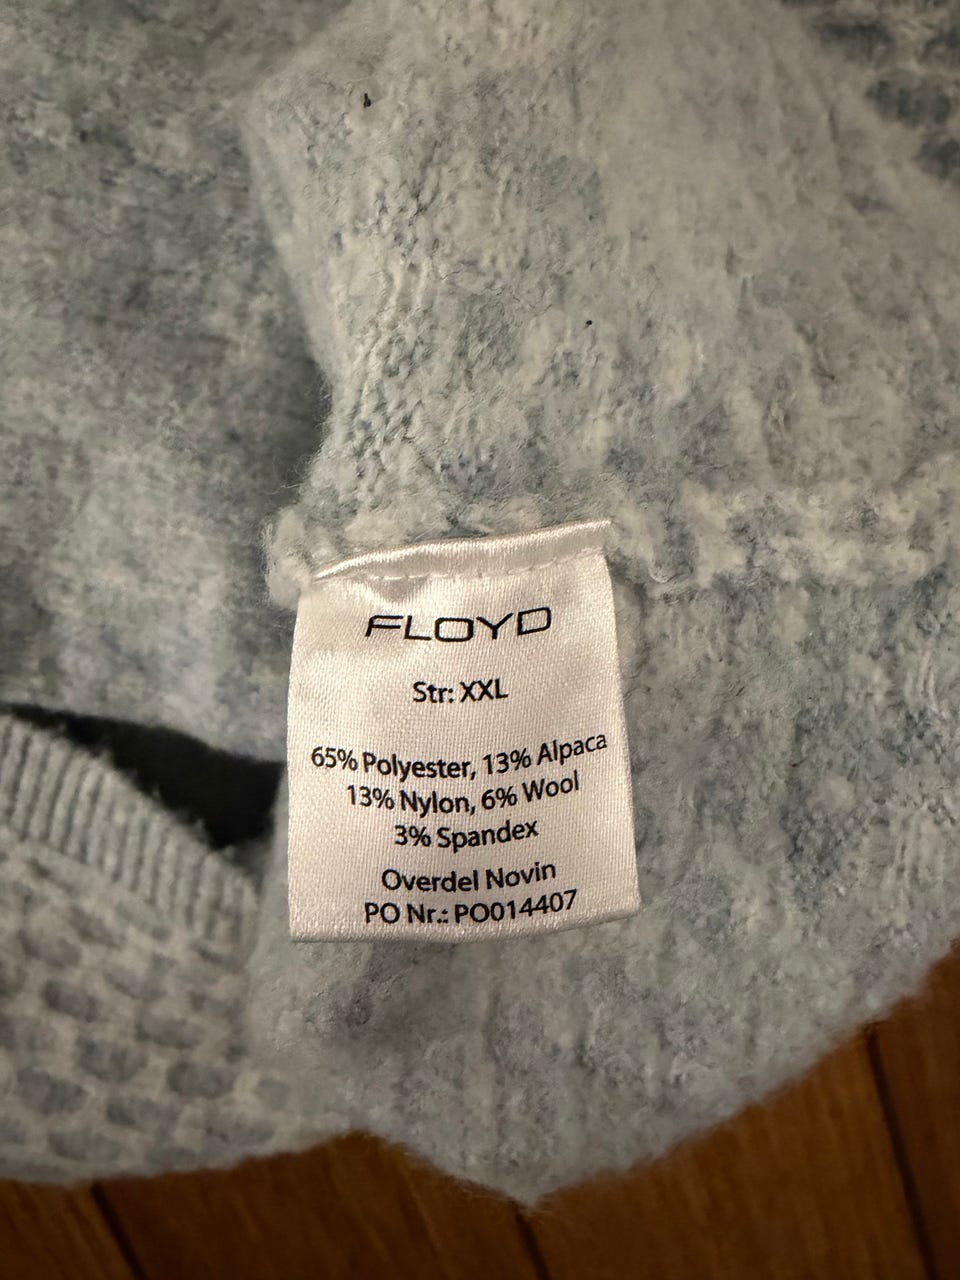 FLOYD
Str: XXL
65% Polyester, 13% Alpaca
13% Nylon, 6% Wool
3% Spandex
Overdel Novin
PO Nr.: PO014407